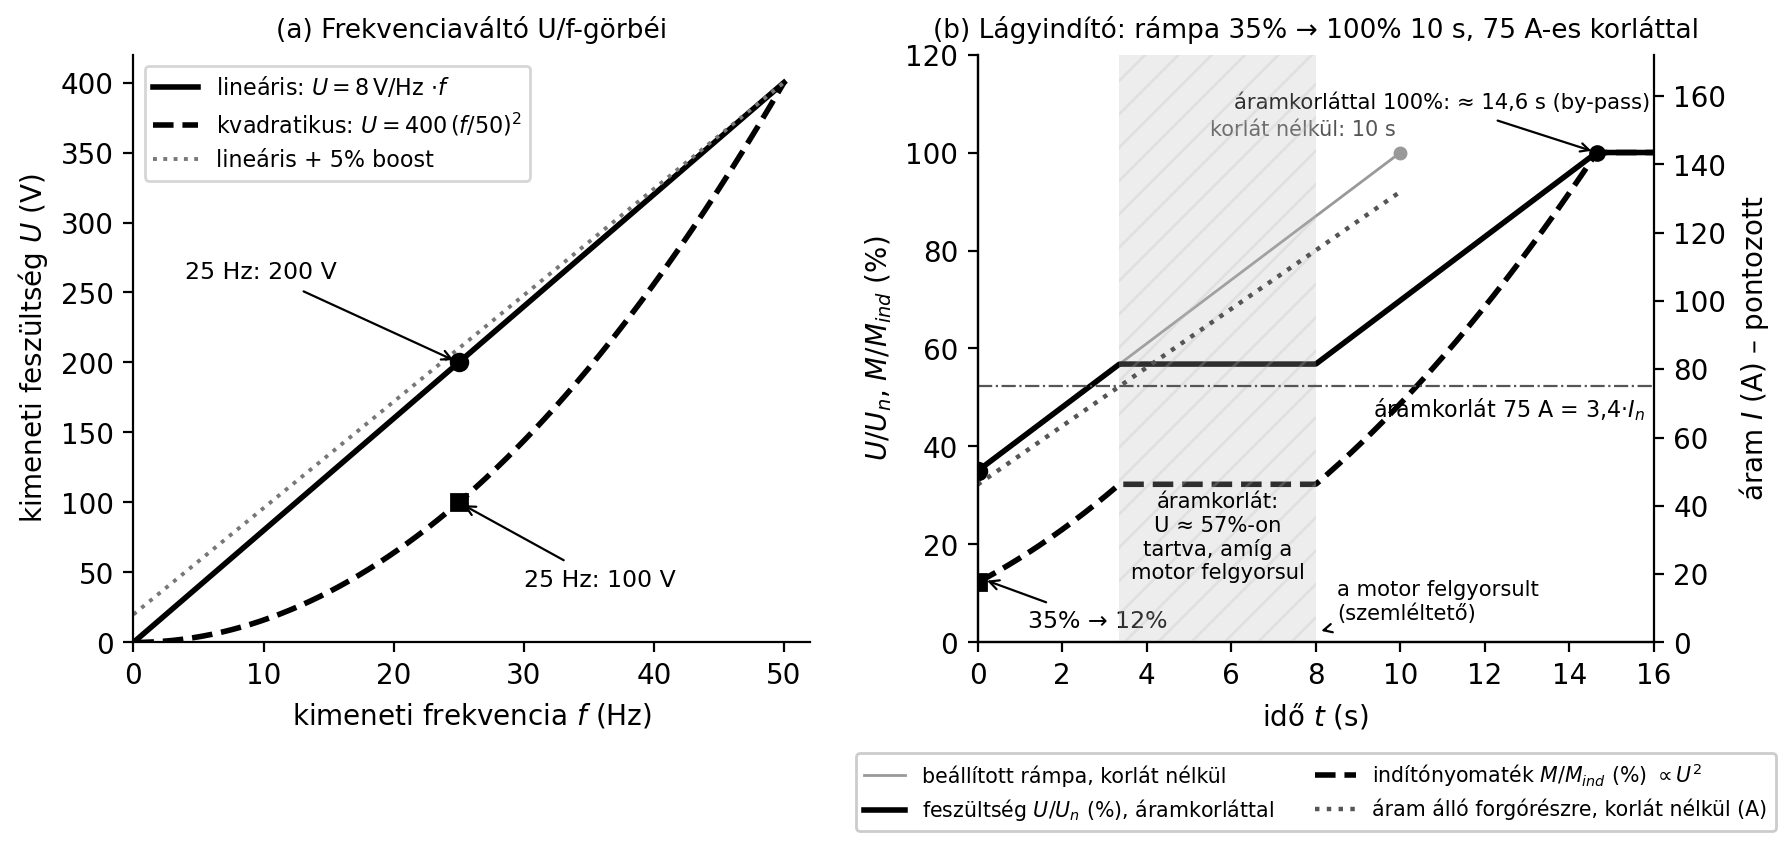 (a) Frekvenciaváltó U/f-görbéi
lineáris: U = 8 V/Hz ·f
kvadratikus: U = 400 (f/50)²
lineáris + 5% boost
25 Hz: 200 V
25 Hz: 100 V
kimeneti feszültség U (V)
400
350
300
250
200
150
100
50
0
0 10 20 30 40 50
kimeneti frekvencia f (Hz)
(b) Lágyindító: rámpa 35% → 100% 10 s, 75 A-es korláttal
áramkorláttal 100%: ≈ 14,6 s (by-pass)
korlát nélkül: 10 s
áramkorlát 75 A = 3,4·Iₙ
áramkorlát:
U ≈ 57%-on
tartva, amíg a
motor felgyorsul
a motor felgyorsult
(szemléltető)
35% → 12%
U/Uₙ, M/M_ind (%)
120
100
80
60
40
20
0
0 2 4 6 8 10 12 14 16
idő t (s)
160
140
120
100
80
60
40
20
0
áram I (A) – pontozott
beállított rámpa, korlát nélkül
feszültség U/Uₙ (%), áramkorláttal
indítónyomaték M/M_ind (%) ∝ U²
áram álló forgórészre, korlát nélkül (A)